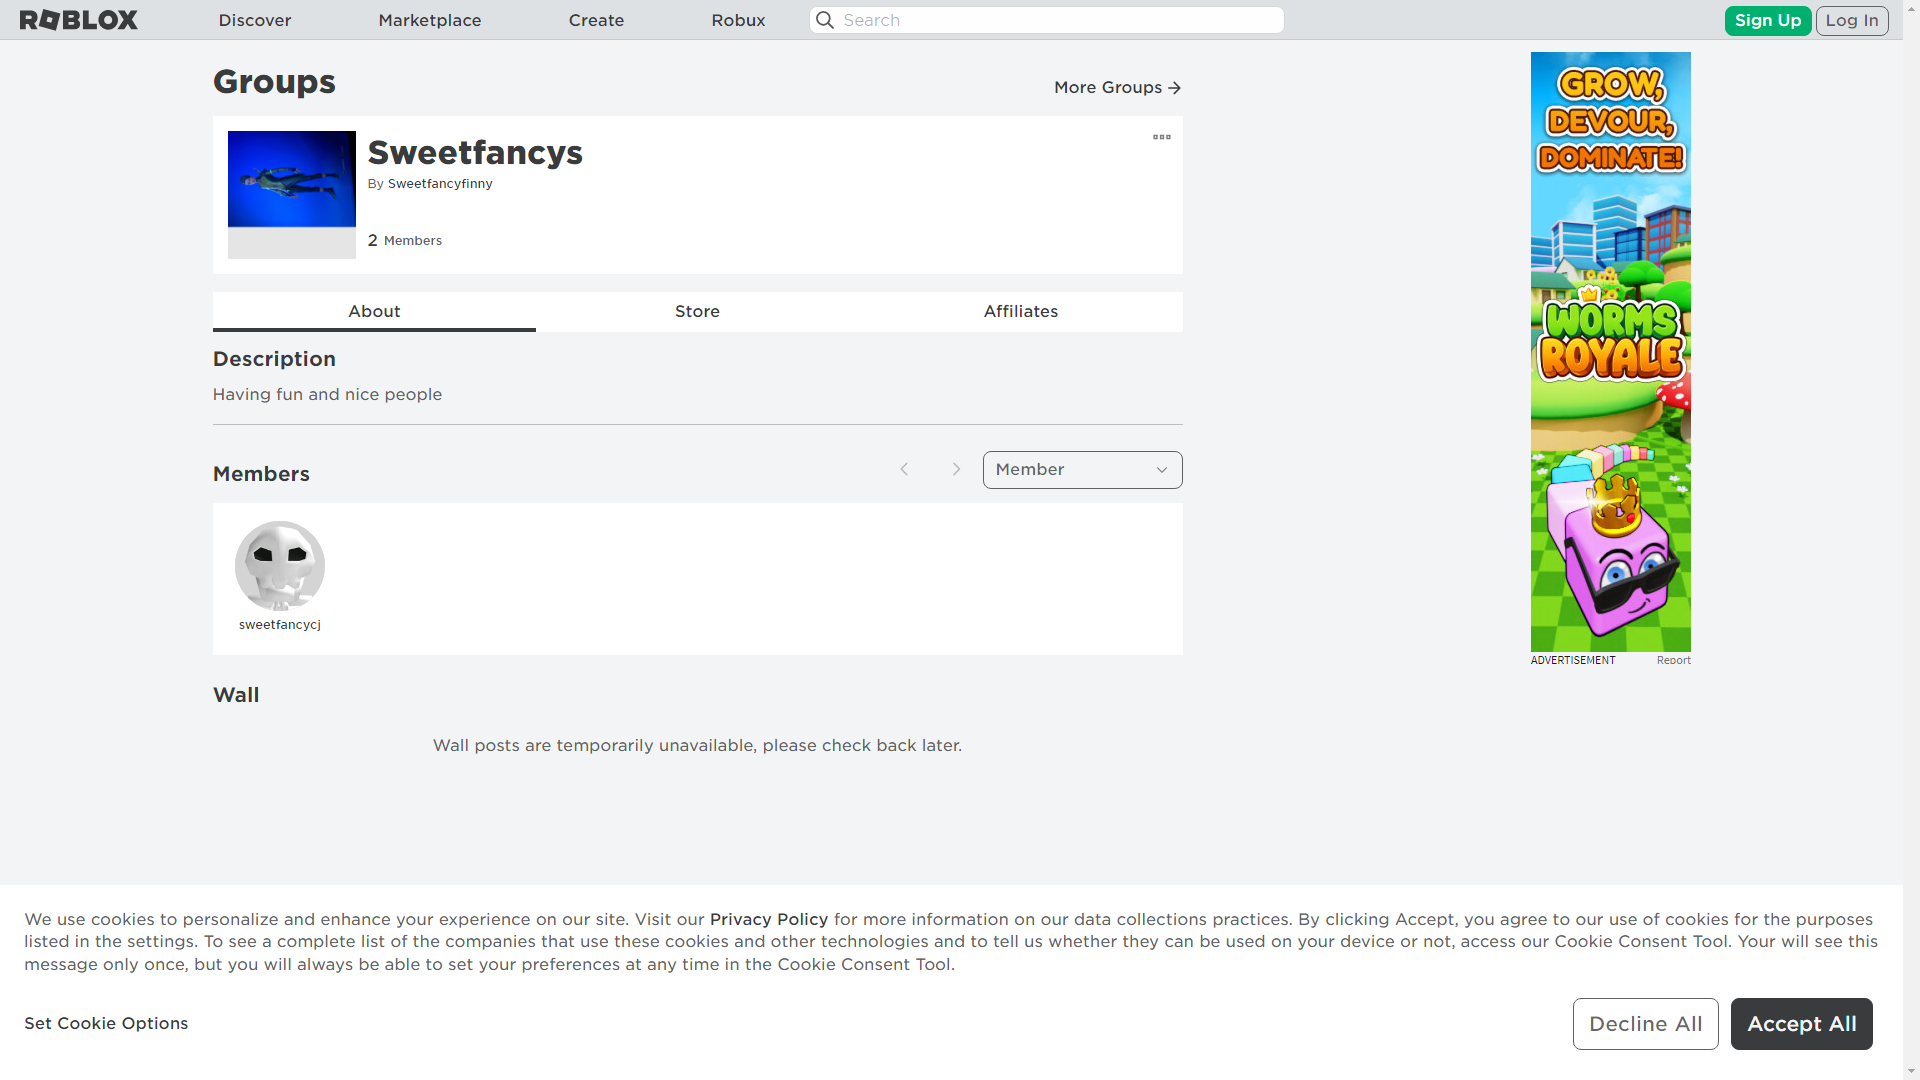 ROBLOX
Discover
Marketplace
Create
Robux
Search
Sign Up
Log In
Groups
More Groups
Sweetfancys
By Sweetfancyfinny
2 Members
About
Store
Affiliates
Description
Having fun and nice people
Members
Member
sweetfancycj
Wall
Wall posts are temporarily unavailable, please check back later.
GROW,
DEVOUR,
DOMINATE!
WORMS
ROYALE
ADVERTISEMENT
Report
We use cookies to personalize and enhance your experience on our site. Visit our Privacy Policy for more information on our data collections practices. By clicking Accept, you agree to our use of cookies for the purposes
listed in the settings. To see a complete list of the companies that use these cookies and other technologies and to tell us whether they can be used on your device or not, access our Cookie Consent Tool. Your will see this
message only once, but you will always be able to set your preferences at any time in the Cookie Consent Tool.
Set Cookie Options
Decline All
Accept All